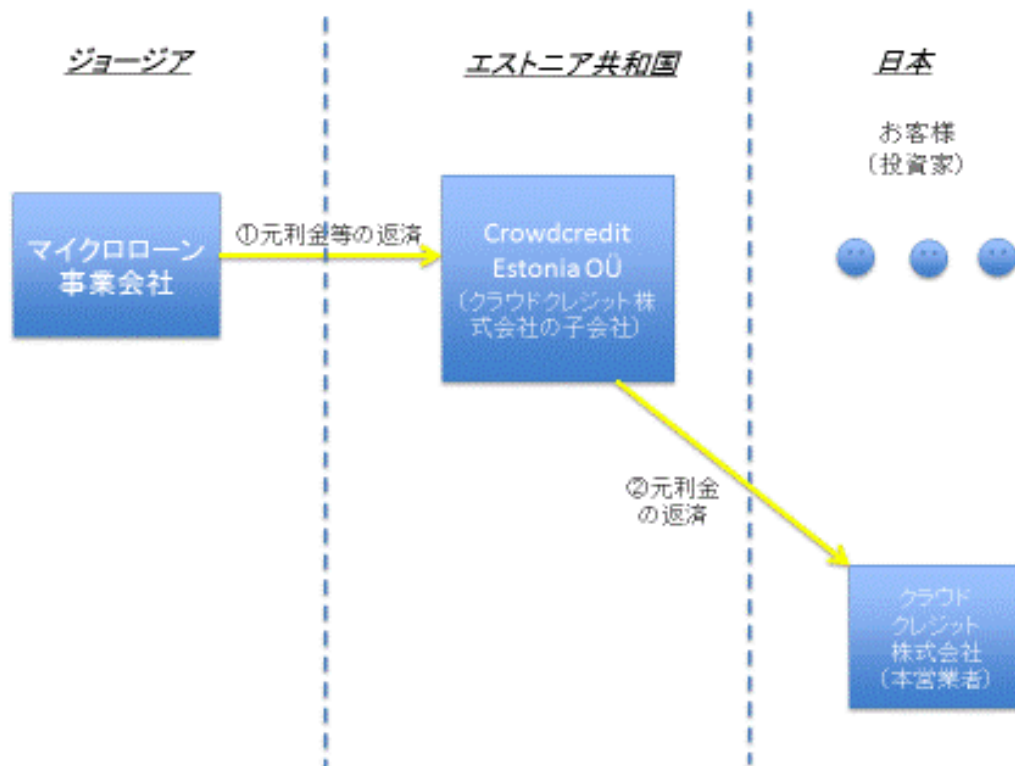 ジョージア
エストニア共和国
日本
お客様
（投資家）
マイクロローン
事業会社
①元利金等の返済
Crowdcredit
Estonia OÜ
（クラウドクレジット株
式会社の子会社）
②元利金
の返済
クラウド
クレジット
株式会社
（本営業者）